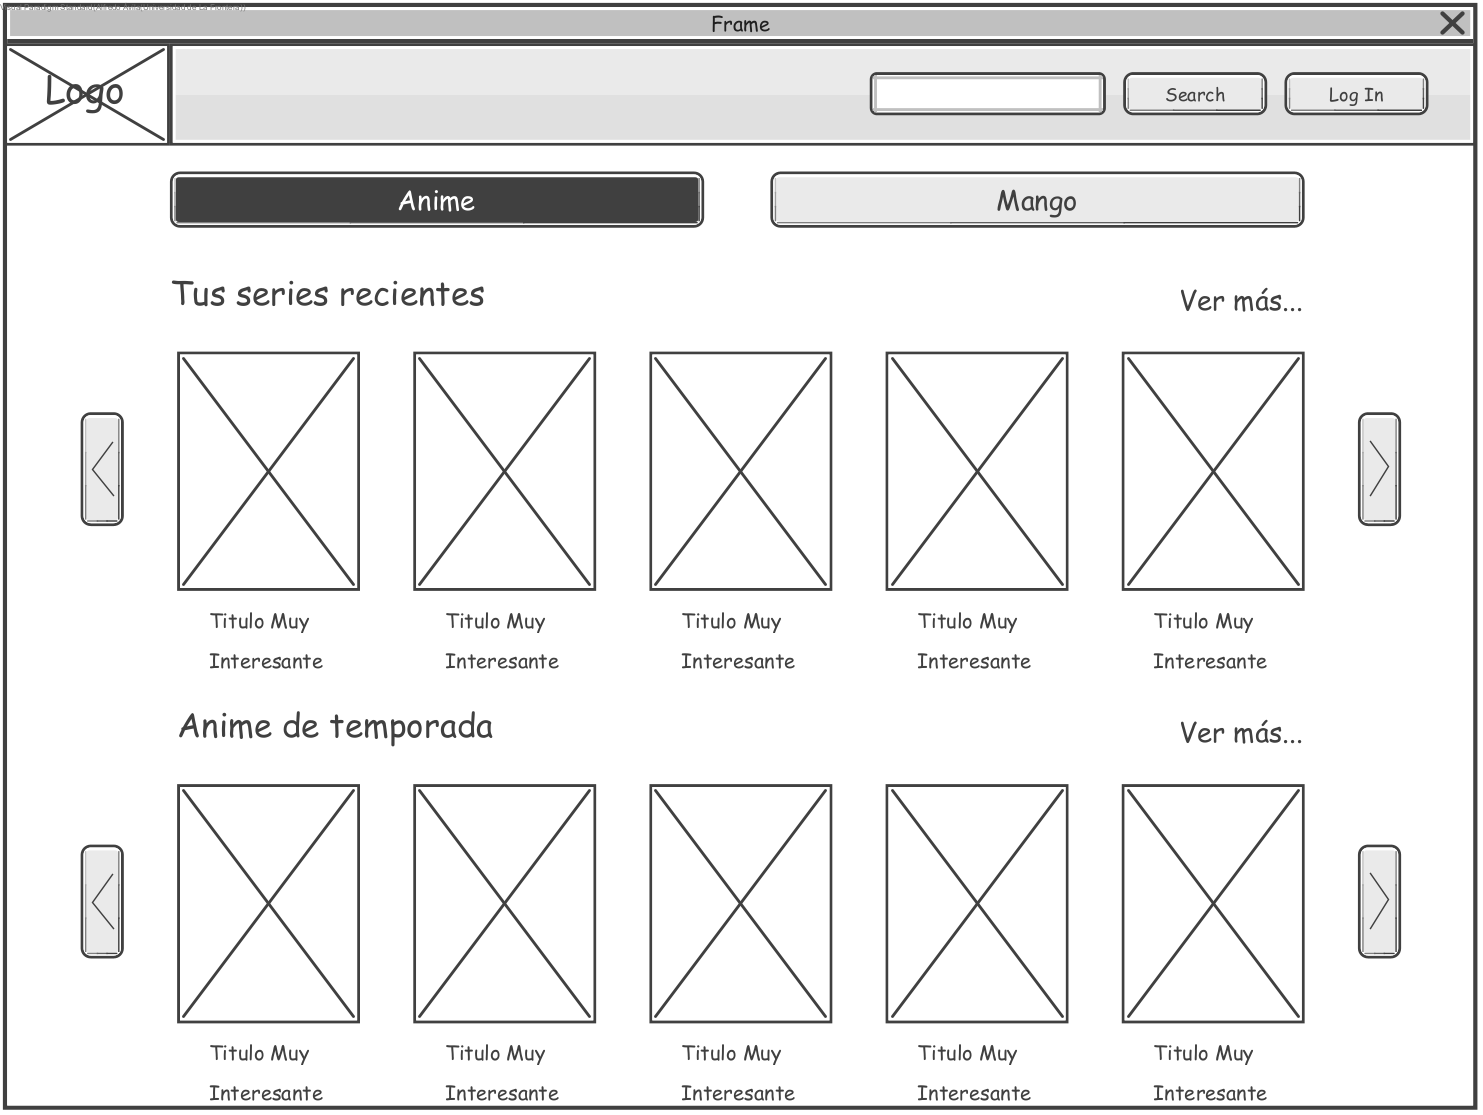 Frame
Logo
Search
Log In
Anime
Mango
Tus series recientes
Ver más...
Titulo Muy
Interesante
Titulo Muy
Interesante
Titulo Muy
Interesante
Titulo Muy
Interesante
Titulo Muy
Interesante
Anime de temporada
Ver más...
Titulo Muy
Interesante
Titulo Muy
Interesante
Titulo Muy
Interesante
Titulo Muy
Interesante
Titulo Muy
Interesante